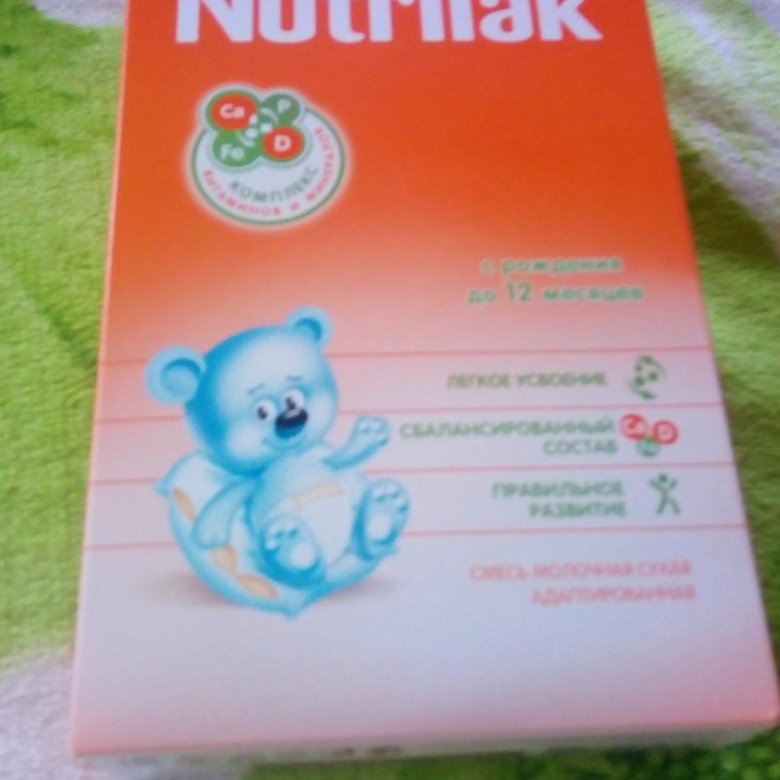 Nutrilak
Ca P
Fe D
КОМПЛЕКС
ВИТАМИНОВ И МИНЕРАЛОВ
с рождения
до 12 месяцев
ЛЕГКОЕ УСВОЕНИЕ
СБАЛАНСИРОВАННЫЙ Ca D
СОСТАВ
ПРАВИЛЬНОЕ
РАЗВИТИЕ
СМЕСЬ МОЛОЧНАЯ СУХАЯ
АДАПТИРОВАННАЯ